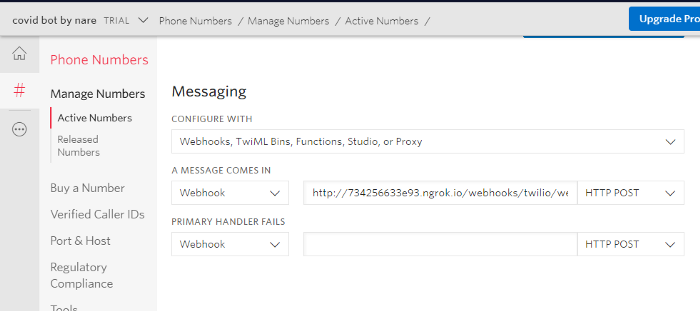 covid bot by nare TRIAL Phone Numbers / Manage Numbers / Active Numbers / Upgrade Pro
Phone Numbers
Manage Numbers
Active Numbers
Released
Numbers
Buy a Number
Verified Caller IDs
Port & Host
Regulatory
Compliance
Tools
Messaging
CONFIGURE WITH
Webhooks, TwiML Bins, Functions, Studio, or Proxy
A MESSAGE COMES IN
Webhook http://734256633e93.ngrok.io/webhooks/twilio/we HTTP POST
PRIMARY HANDLER FAILS
Webhook HTTP POST